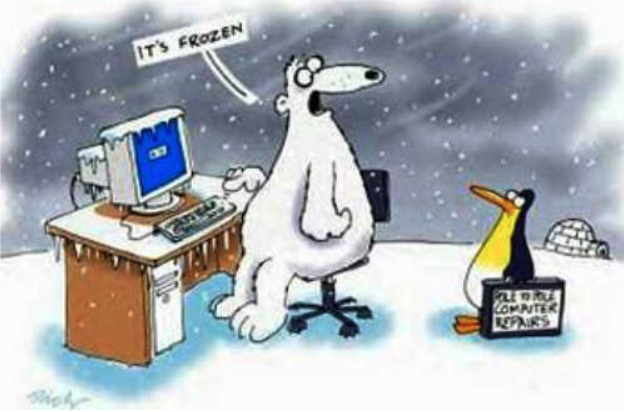 IT'S FROZEN
POLE TO POLE
COMPUTER
REPAIRS